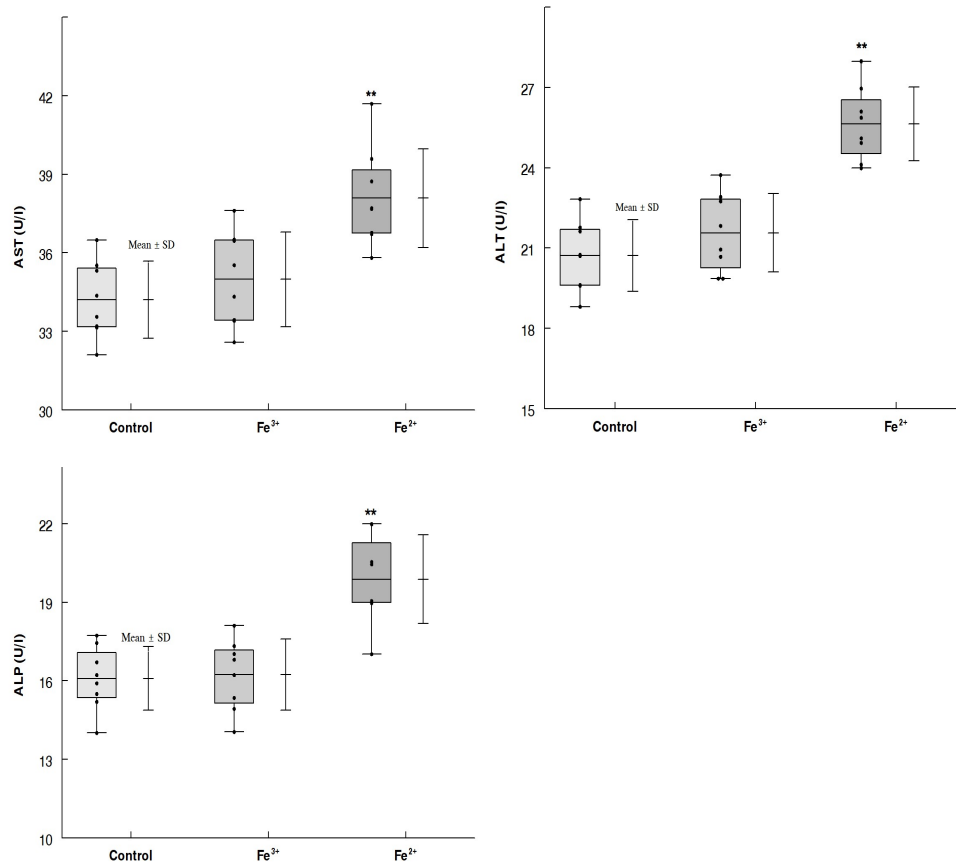 AST (U/l)
42
39
36
33
30
**
Mean ± SD
Control
Fe³⁺
Fe²⁺
ALT (U/l)
27
24
21
18
15
**
Mean ± SD
Control
Fe³⁺
Fe²⁺
ALP (U/l)
22
19
16
13
10
**
Mean ± SD
Control
Fe³⁺
Fe²⁺